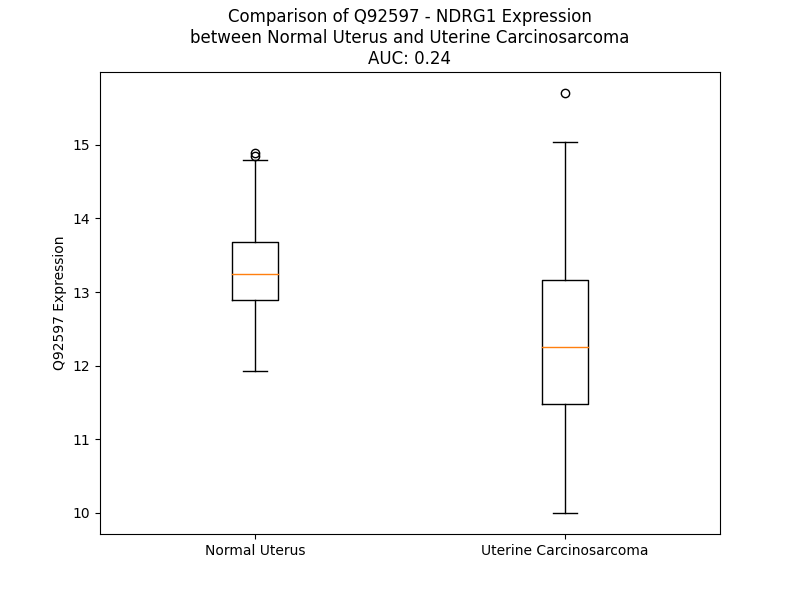 Comparison of Q92597 - NDRG1 Expression
between Normal Uterus and Uterine Carcinosarcoma
AUC: 0.24
Q92597 Expression
15
14
13
12
11
10
Normal Uterus
Uterine Carcinosarcoma